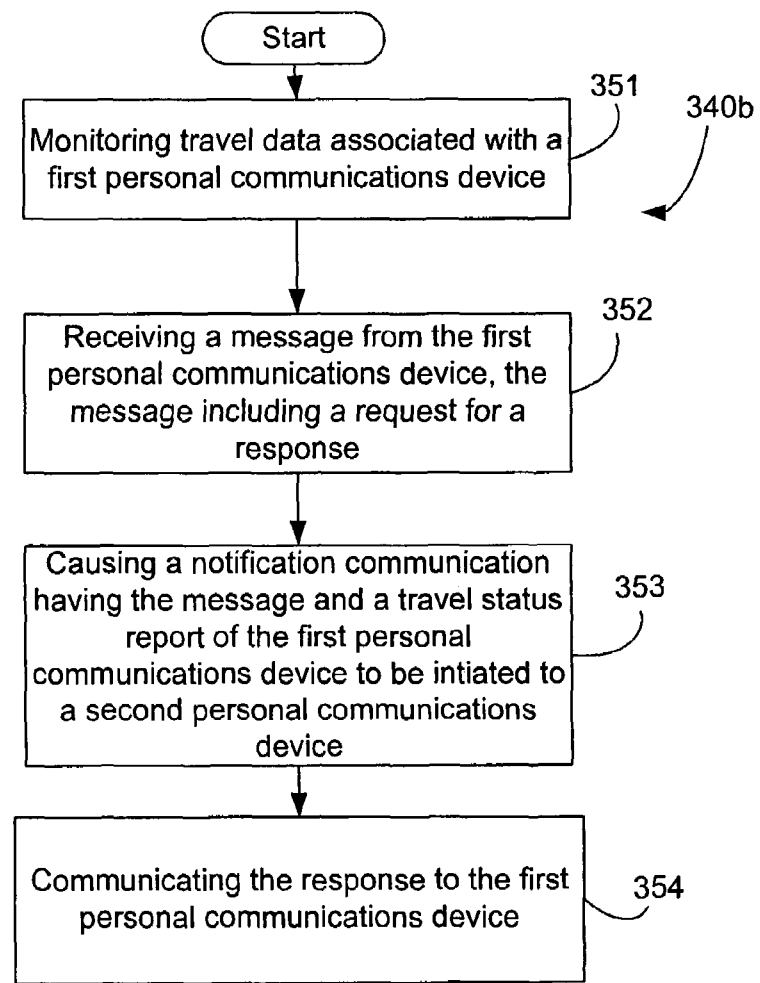 Start
351
340b
Monitoring travel data associated with a
first personal communications device
352
Receiving a message from the first
personal communications device, the
message including a request for a
response
Causing a notification communication
having the message and a travel status
report of the first personal
communications device to be intiated to
a second personal communications
device
353
Communicating the response to the first
personal communications device
354